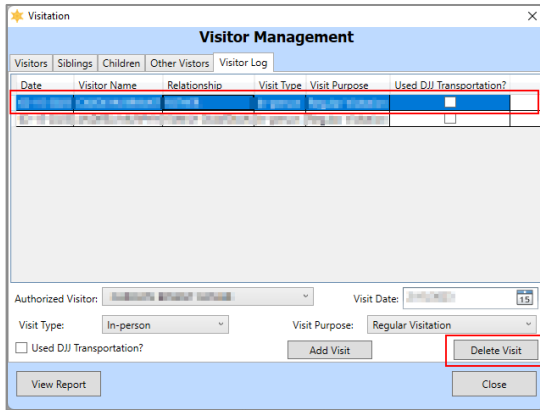 Visitation
Visitor Management
Visitors Siblings Children Other Vistors Visitor Log
Date Visitor Name Relationship Visit Type Visit Purpose Used DJJ Transportation?
Authorized Visitor: Visit Date: 15
Visit Type: In-person Visit Purpose: Regular Visitation
Used DJJ Transportation? Add Visit Delete Visit
View Report Close